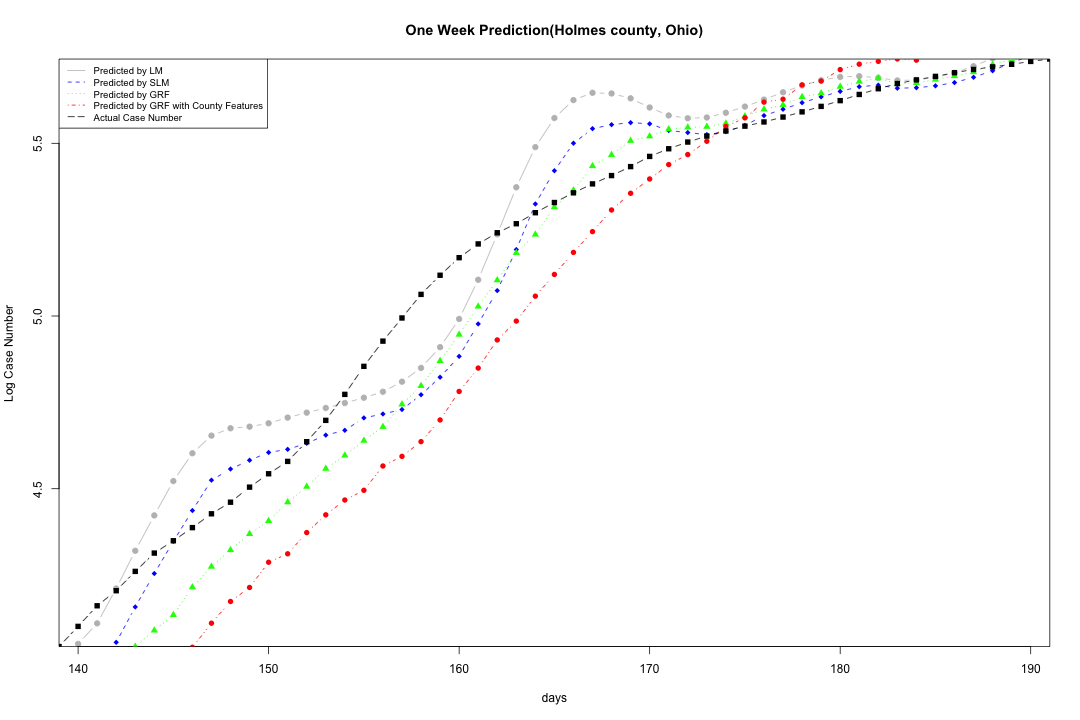 One Week Prediction(Holmes county, Ohio)
Predicted by LM
Predicted by SLM
Predicted by GRF
Predicted by GRF with County Features
Actual Case Number
5.5
5.0
4.5
Log Case Number
140 150 160 170 180 190
days